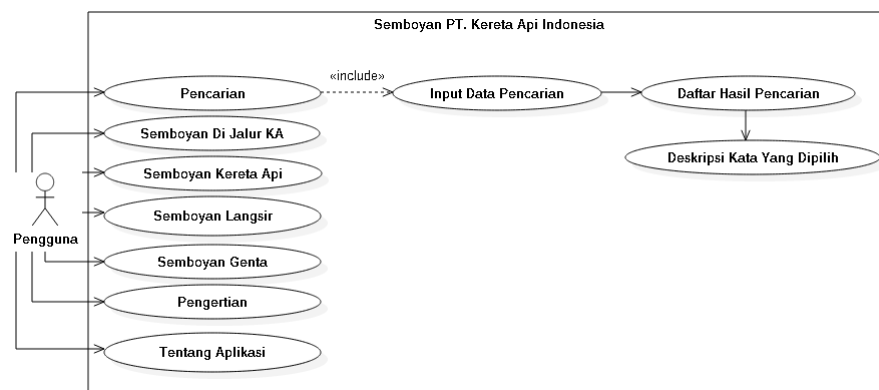 Semboyan PT. Kereta Api Indonesia
«include»
Pencarian
Input Data Pencarian
Daftar Hasil Pencarian
Semboyan Di Jalur KA
Deskripsi Kata Yang Dipilih
Semboyan Kereta Api
Semboyan Langsir
Pengguna
Semboyan Genta
Pengertian
Tentang Aplikasi